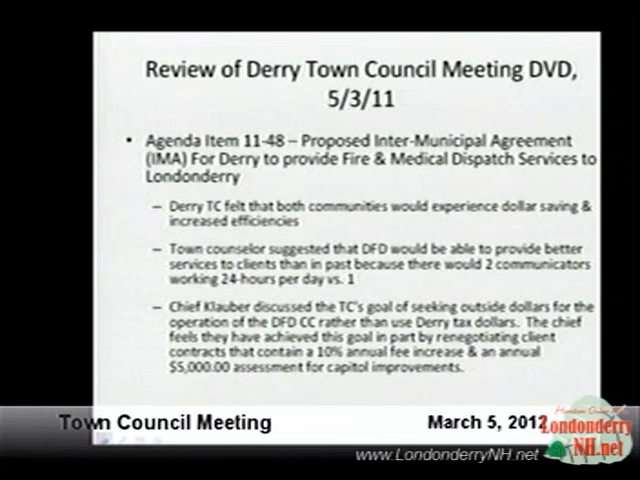 Review of Derry Town Council Meeting DVD,
5/3/11
• Agenda Item 11-48 – Proposed Inter-Municipal Agreement
(IMA) For Derry to provide Fire & Medical Dispatch Services to
Londonderry
– Derry TC felt that both communities would experience dollar saving &
increased efficiencies
– Town counselor suggested that DFD would be able to provide better
services to clients than in past because there would 2 communicators
working 24-hours per day vs. 1
– Chief Klauber discussed the TC's goal of seeking outside dollars for the
operation of the DFD CC rather than use Derry tax dollars. The chief
feels they have achieved this goal in part by renegotiating client
contracts that contain a 10% annual fee increase & an annual
$5,000.00 assessment for capitol improvements.
Town Council Meeting
March 5, 2012
Londonderry
NH.net
www.LondonderryNH.net